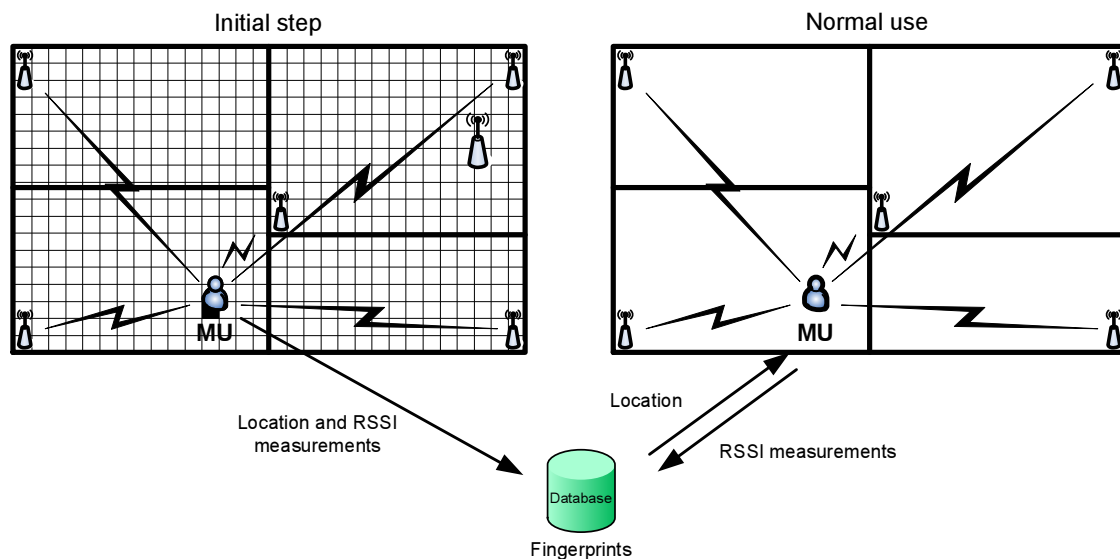 Initial step
Normal use
MU
MU
Location and RSSI
measurements
Location
RSSI measurements
Database
Fingerprints